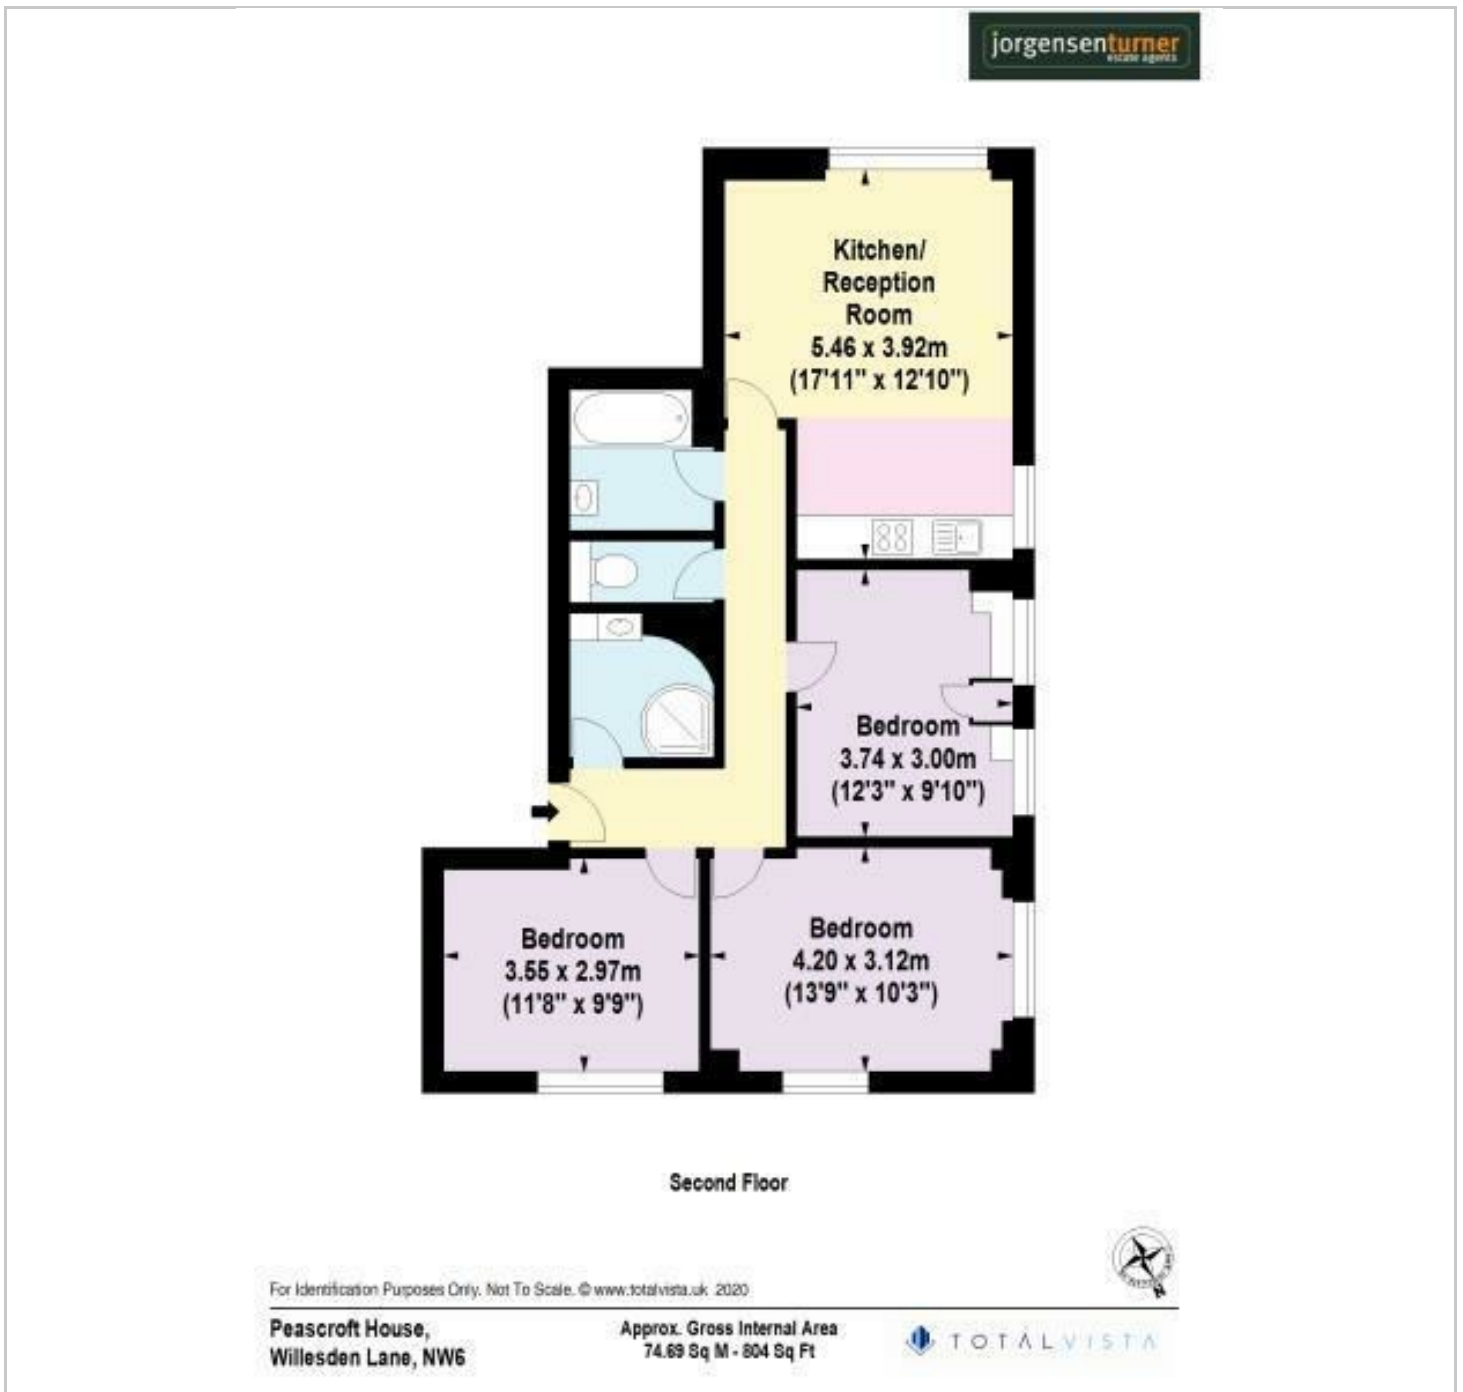 jorgensenturner
estate agents
Kitchen/
Reception
Room
5.46 x 3.92m
(17'11" x 12'10")
Bedroom
3.74 x 3.00m
(12'3" x 9'10")
Bedroom
3.55 x 2.97m
(11'8" x 9'9")
Bedroom
4.20 x 3.12m
(13'9" x 10'3")
Second Floor
N
For Identification Purposes Only. Not To Scale. © www.totalvista.uk 2020
Peascroft House,
Willesden Lane, NW6
Approx. Gross Internal Area
74.69 Sq M - 804 Sq Ft
TOTALVISTA